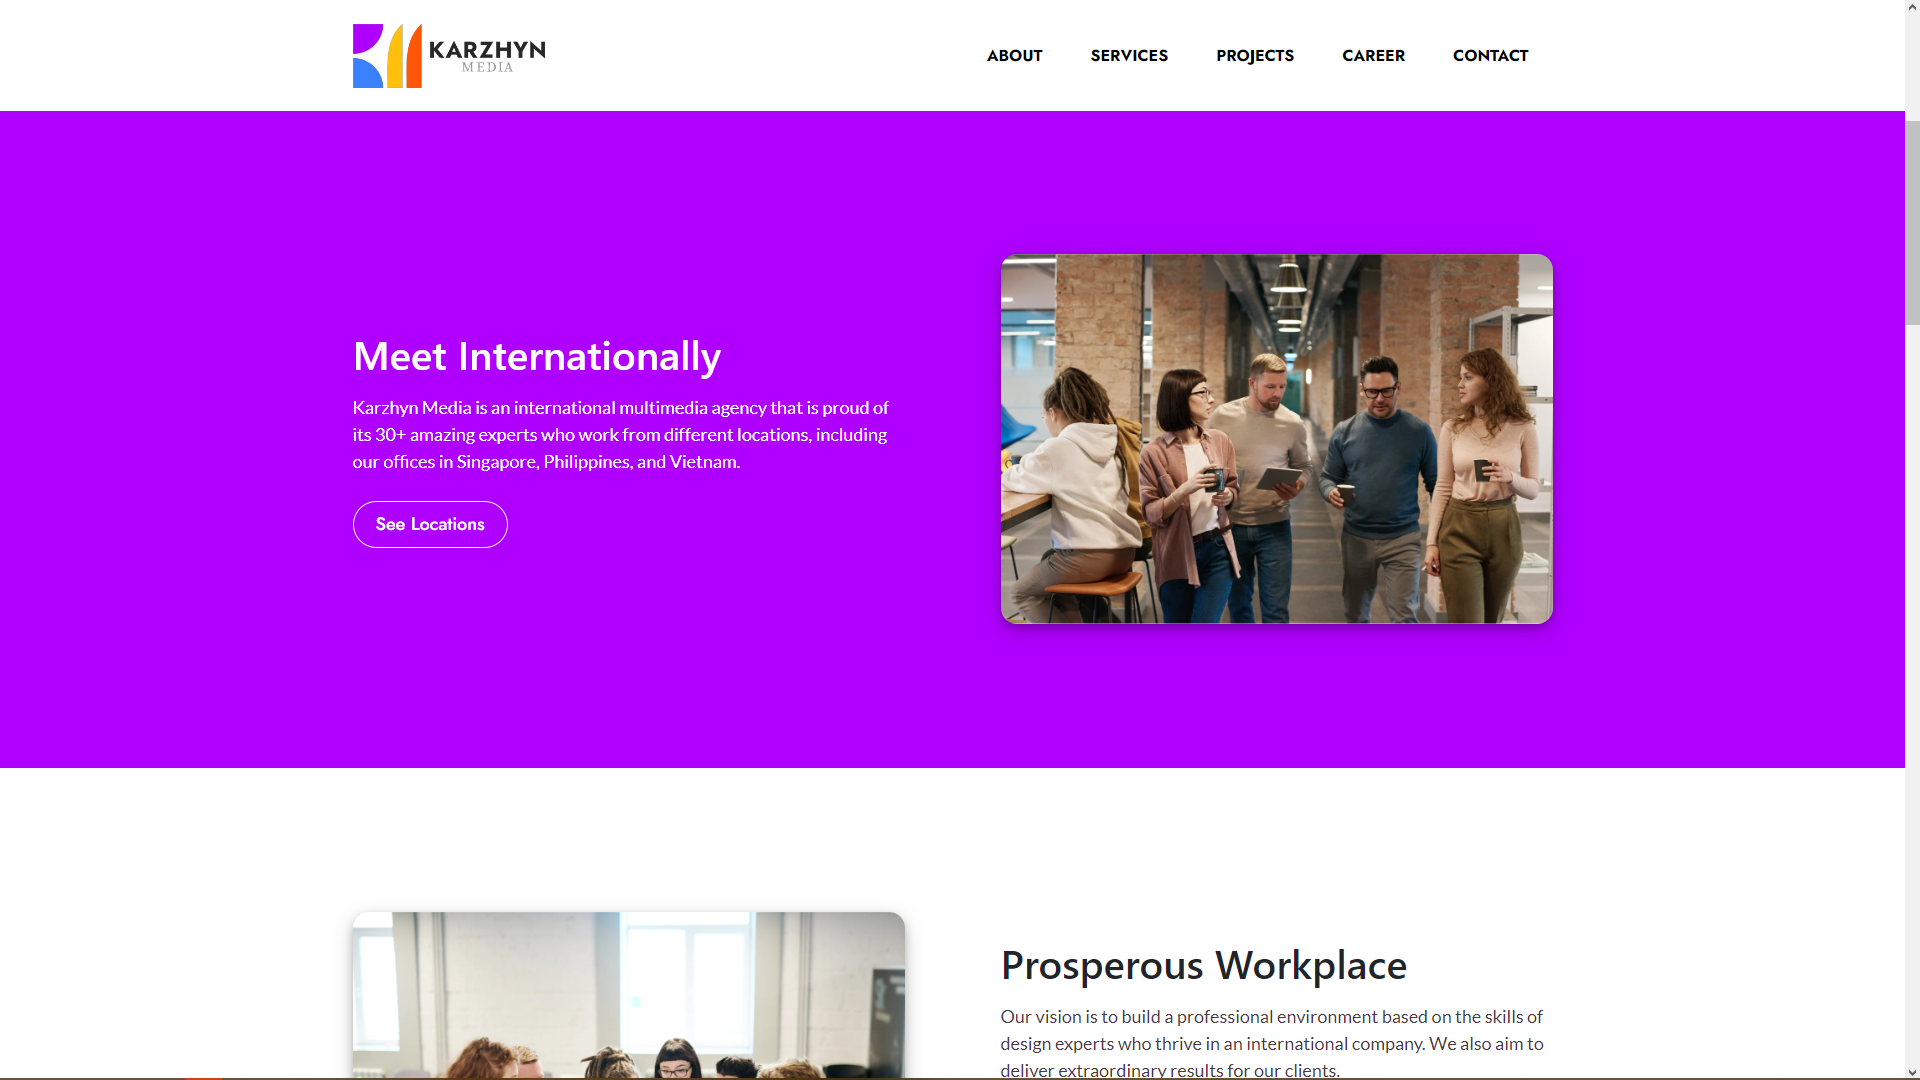 KARZHYN
MEDIA
ABOUT SERVICES PROJECTS CAREER CONTACT
Meet Internationally
Karzhyn Media is an international multimedia agency that is proud of
its 30+ amazing experts who work from different locations, including
our offices in Singapore, Philippines, and Vietnam.
See Locations
Prosperous Workplace
Our vision is to build a professional environment based on the skills of
design experts who thrive in an international company. We also aim to
deliver extraordinary results for our clients.